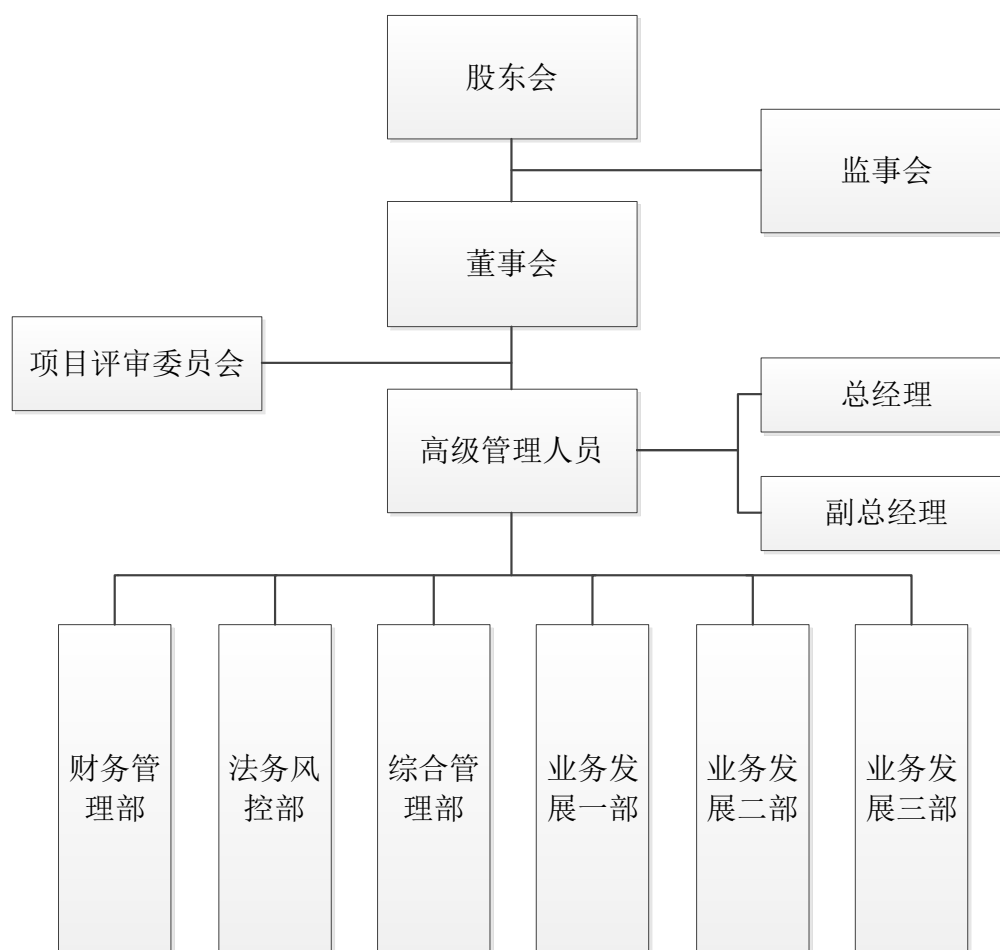 股东会
监事会
董事会
项目评审委员会
总经理
高级管理人员
副总经理
财务管
理部
法务风
控部
综合管
理部
业务发
展一部
业务发
展二部
业务发
展三部